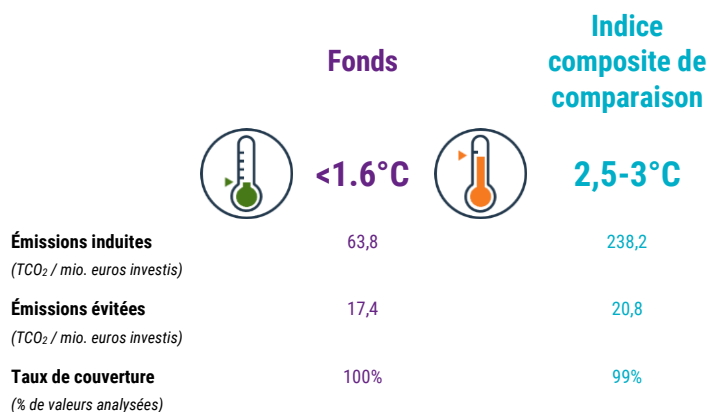 Fonds
Indice
composite de
comparaison
<1.6°C
2,5-3°C
Émissions induites
63,8
238,2
(TCO₂ / mio. euros investis)
Émissions évitées
17,4
20,8
(TCO₂ / mio. euros investis)
Taux de couverture
100%
99%
(% de valeurs analysées)